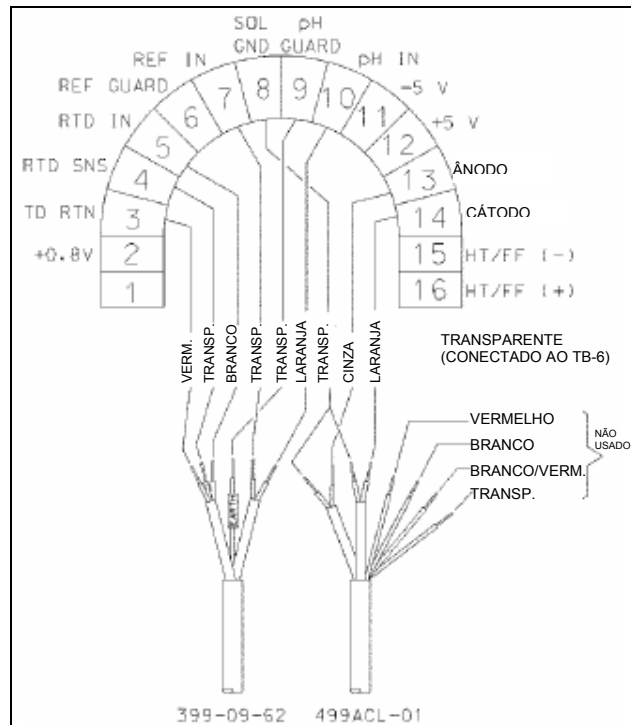 SOL pH
GND GUARD
REF IN
pH IN
REF GUARD
-5 V
RTD IN
+5 V
RTD SNS
ÂNODO
TD RTN
CÁTODO
+0.8V
HT/FF (-)
HT/FF (+)
1
2
3
4
5
6
7
8
9
10
11
12
13
14
15
16
VERM.
TRANSP.
BRANCO
TRANSP.
TRANSP.
LARANJA
TRANSP.
CINZA
LARANJA
TRANSPARENTE
(CONECTADO AO TB-6)
VERMELHO
BRANCO
BRANCO/VERM.
TRANSP.
NÃO
USADO
EARTH
399-09-62 499ACL-01